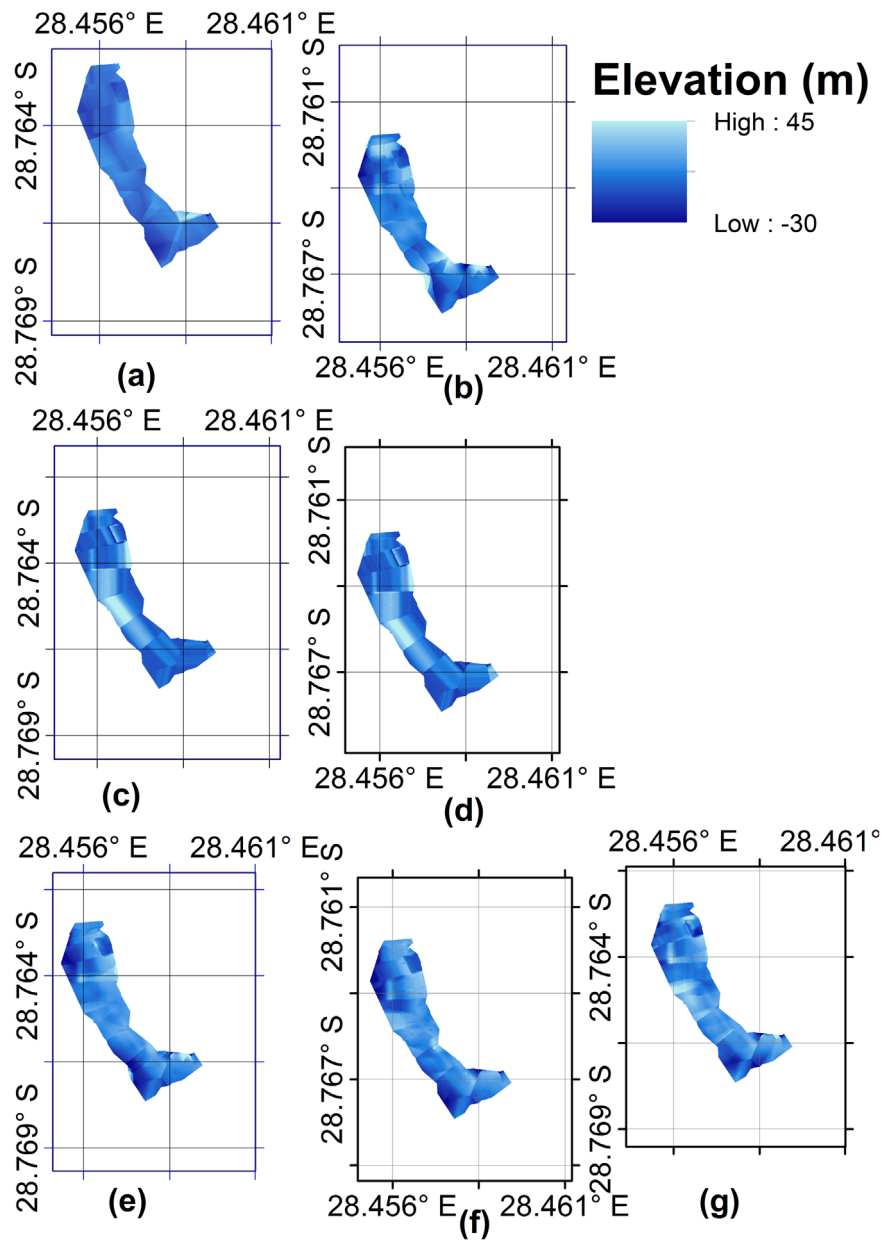 28.456° E 28.461° E
28.764° S
28.769° S
(a)
28.761° S
28.767° S
28.456° E 28.461° E
(b)
Elevation (m)
High : 45
Low : -30
28.456° E 28.461° E
28.764° S
28.769° S
(c)
28.761° S
28.767° S
28.456° E 28.461° E
(d)
28.456° E 28.461° E
28.764° S
28.769° S
(e)
28.761° S
28.767° S
28.456° E 28.461° E
(f)
28.456° E 28.461° E
28.764° S
28.769° S
(g)